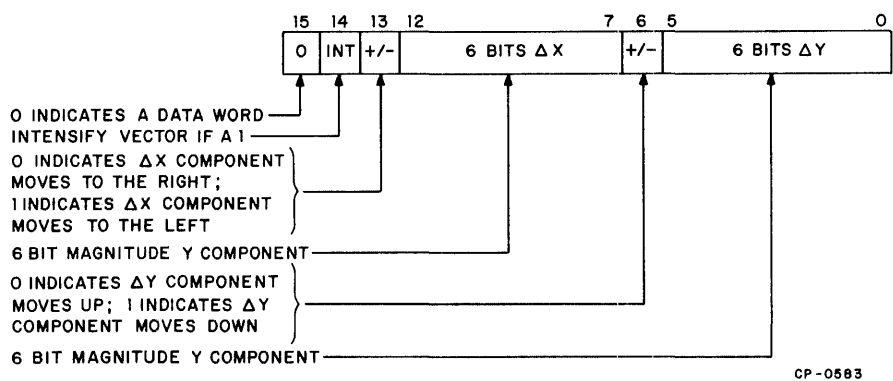 15 14 13 12 7 6 5 0
0 INT +/- 6 BITS ΔX +/- 6 BITS ΔY
0 INDICATES A DATA WORD
INTENSIFY VECTOR IF A 1
0 INDICATES ΔX COMPONENT
MOVES TO THE RIGHT;
1 INDICATES ΔX COMPONENT
MOVES TO THE LEFT
6 BIT MAGNITUDE Y COMPONENT
0 INDICATES ΔY COMPONENT
MOVES UP; 1 INDICATES ΔY
COMPONENT MOVES DOWN
6 BIT MAGNITUDE Y COMPONENT
CP-0583